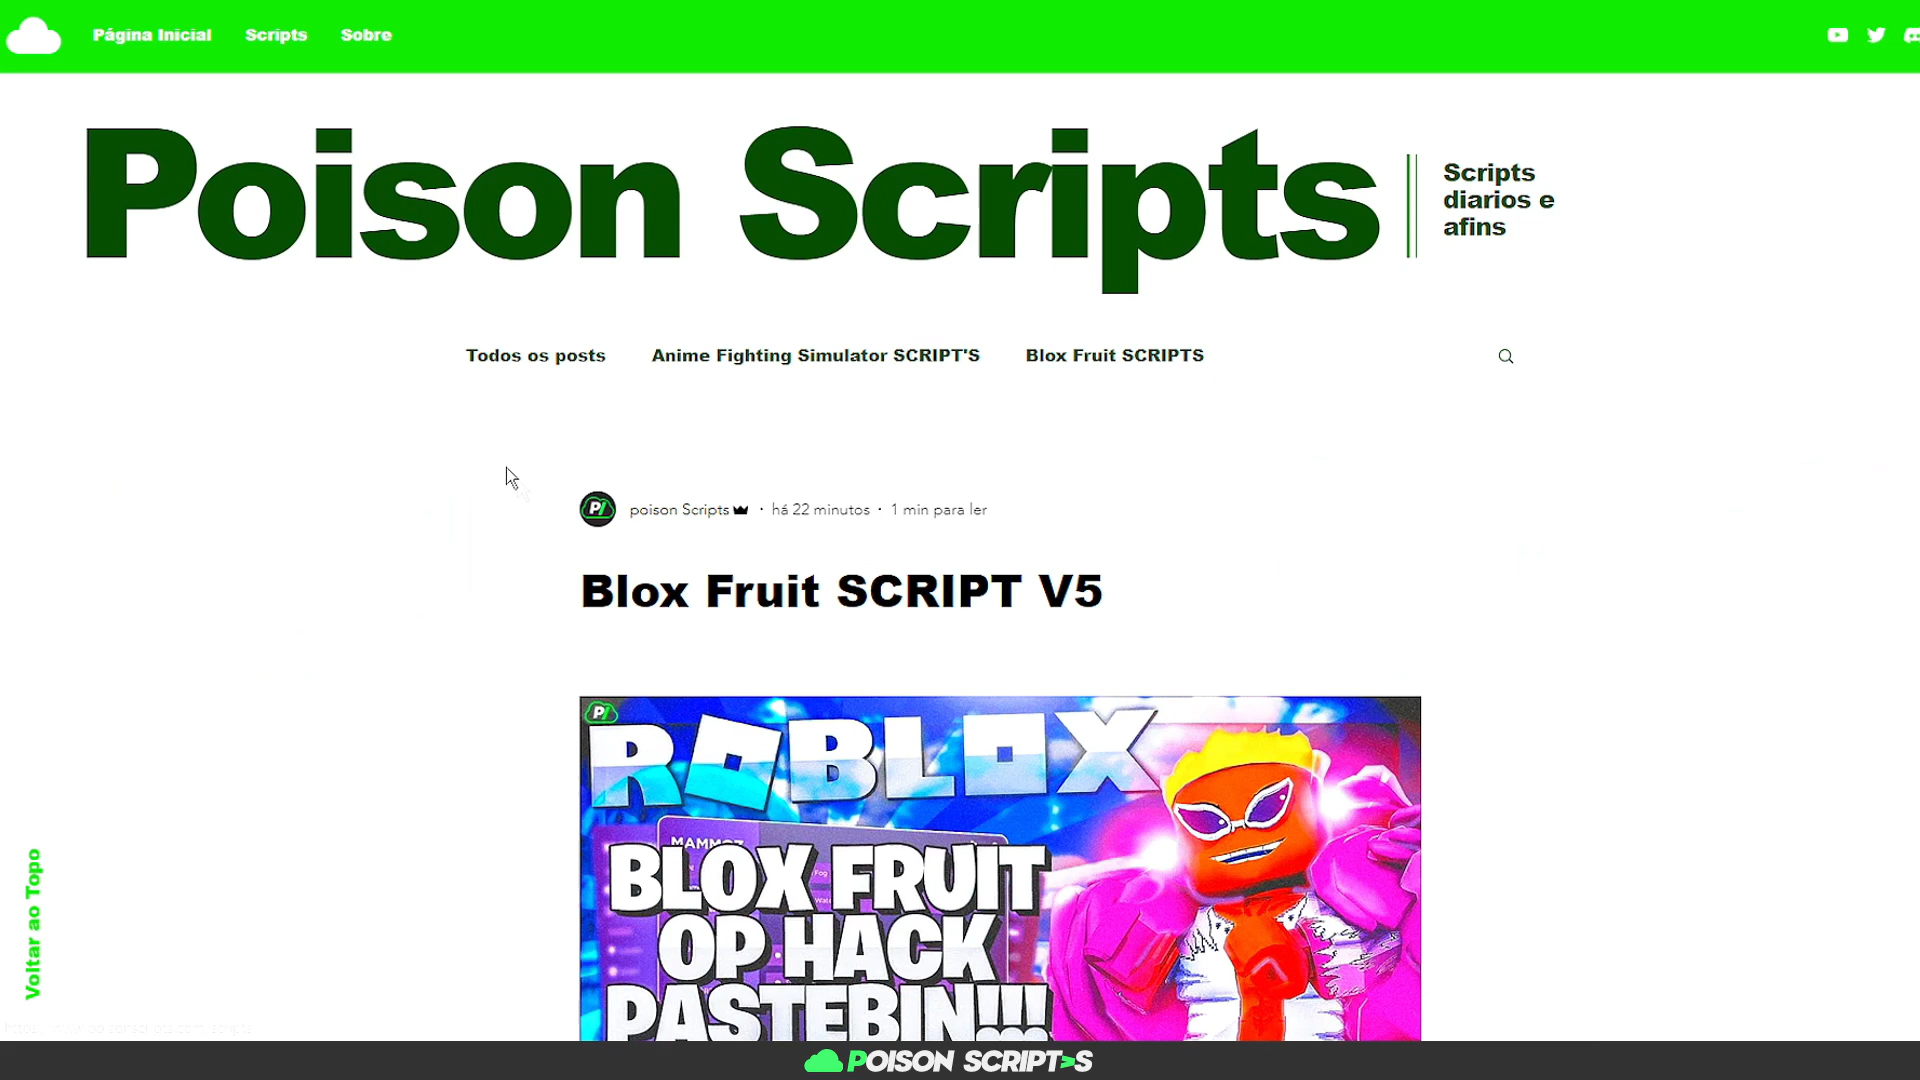 Página Inicial Scripts Sobre
Poison Scripts
Scripts
diarios e
afins
Todos os posts Anime Fighting Simulator SCRIPT'S Blox Fruit SCRIPTS
poison Scripts · há 22 minutos · 1 min para ler
Blox Fruit SCRIPT V5
ROBLOX
BLOX FRUIT
OP HACK
PASTEBIN!!!
Voltar ao Topo
POISON SCRIPT>S